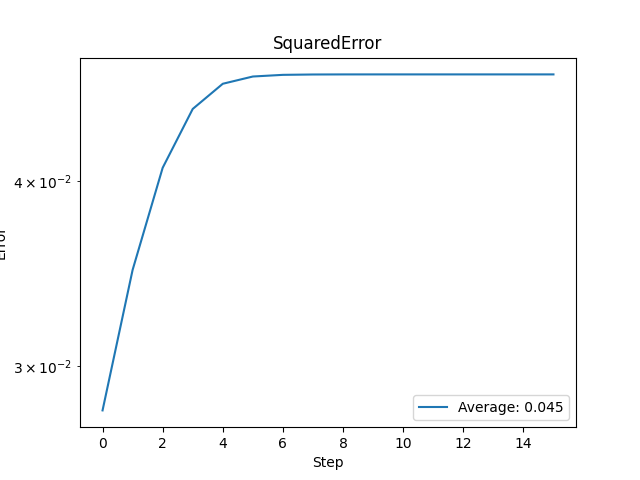 SquaredError
Error
4 × 10⁻²
3 × 10⁻²
0 2 4 6 8 10 12 14
Step
Average: 0.045